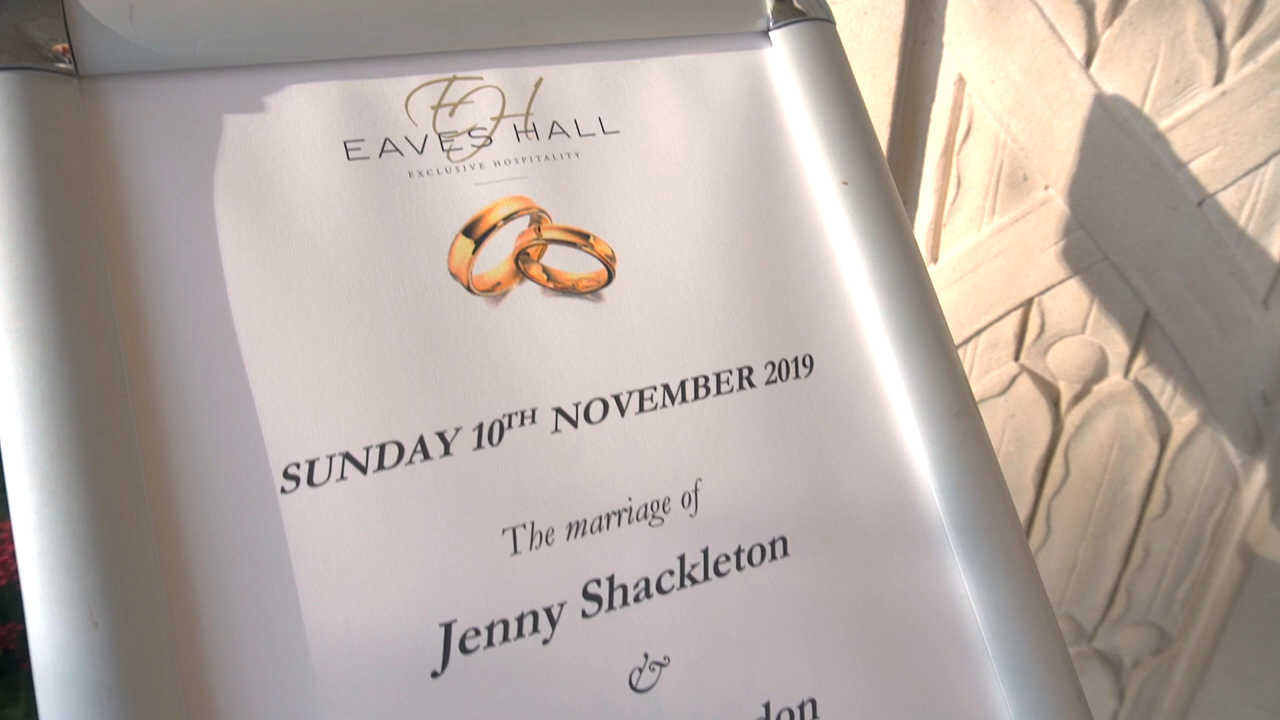 EH
EAVES HALL
EXCLUSIVE HOSPITALITY
SUNDAY 10TH NOVEMBER 2019
The marriage of
Jenny Shackleton
&